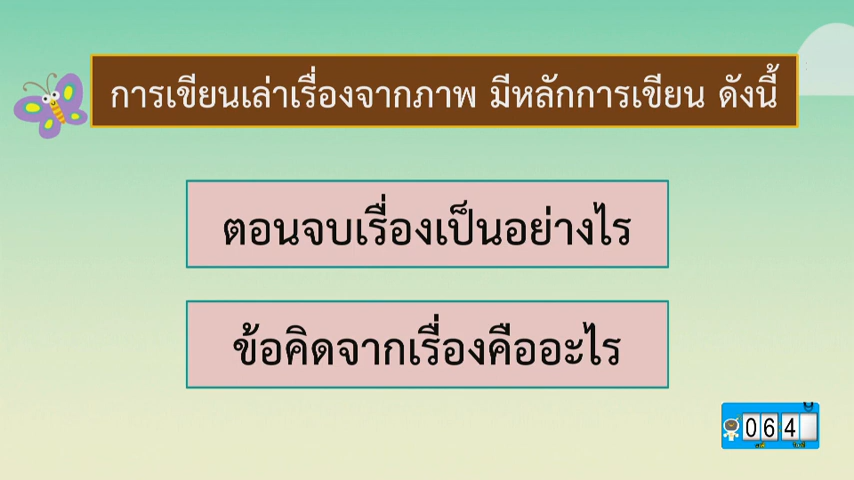 การเขียนเล่าเรื่องจากภาพ มีหลักการเขียน ดังนี้
ตอนจบเรื่องเป็นอย่างไร
ข้อคิดจากเรื่องคืออะไร
064